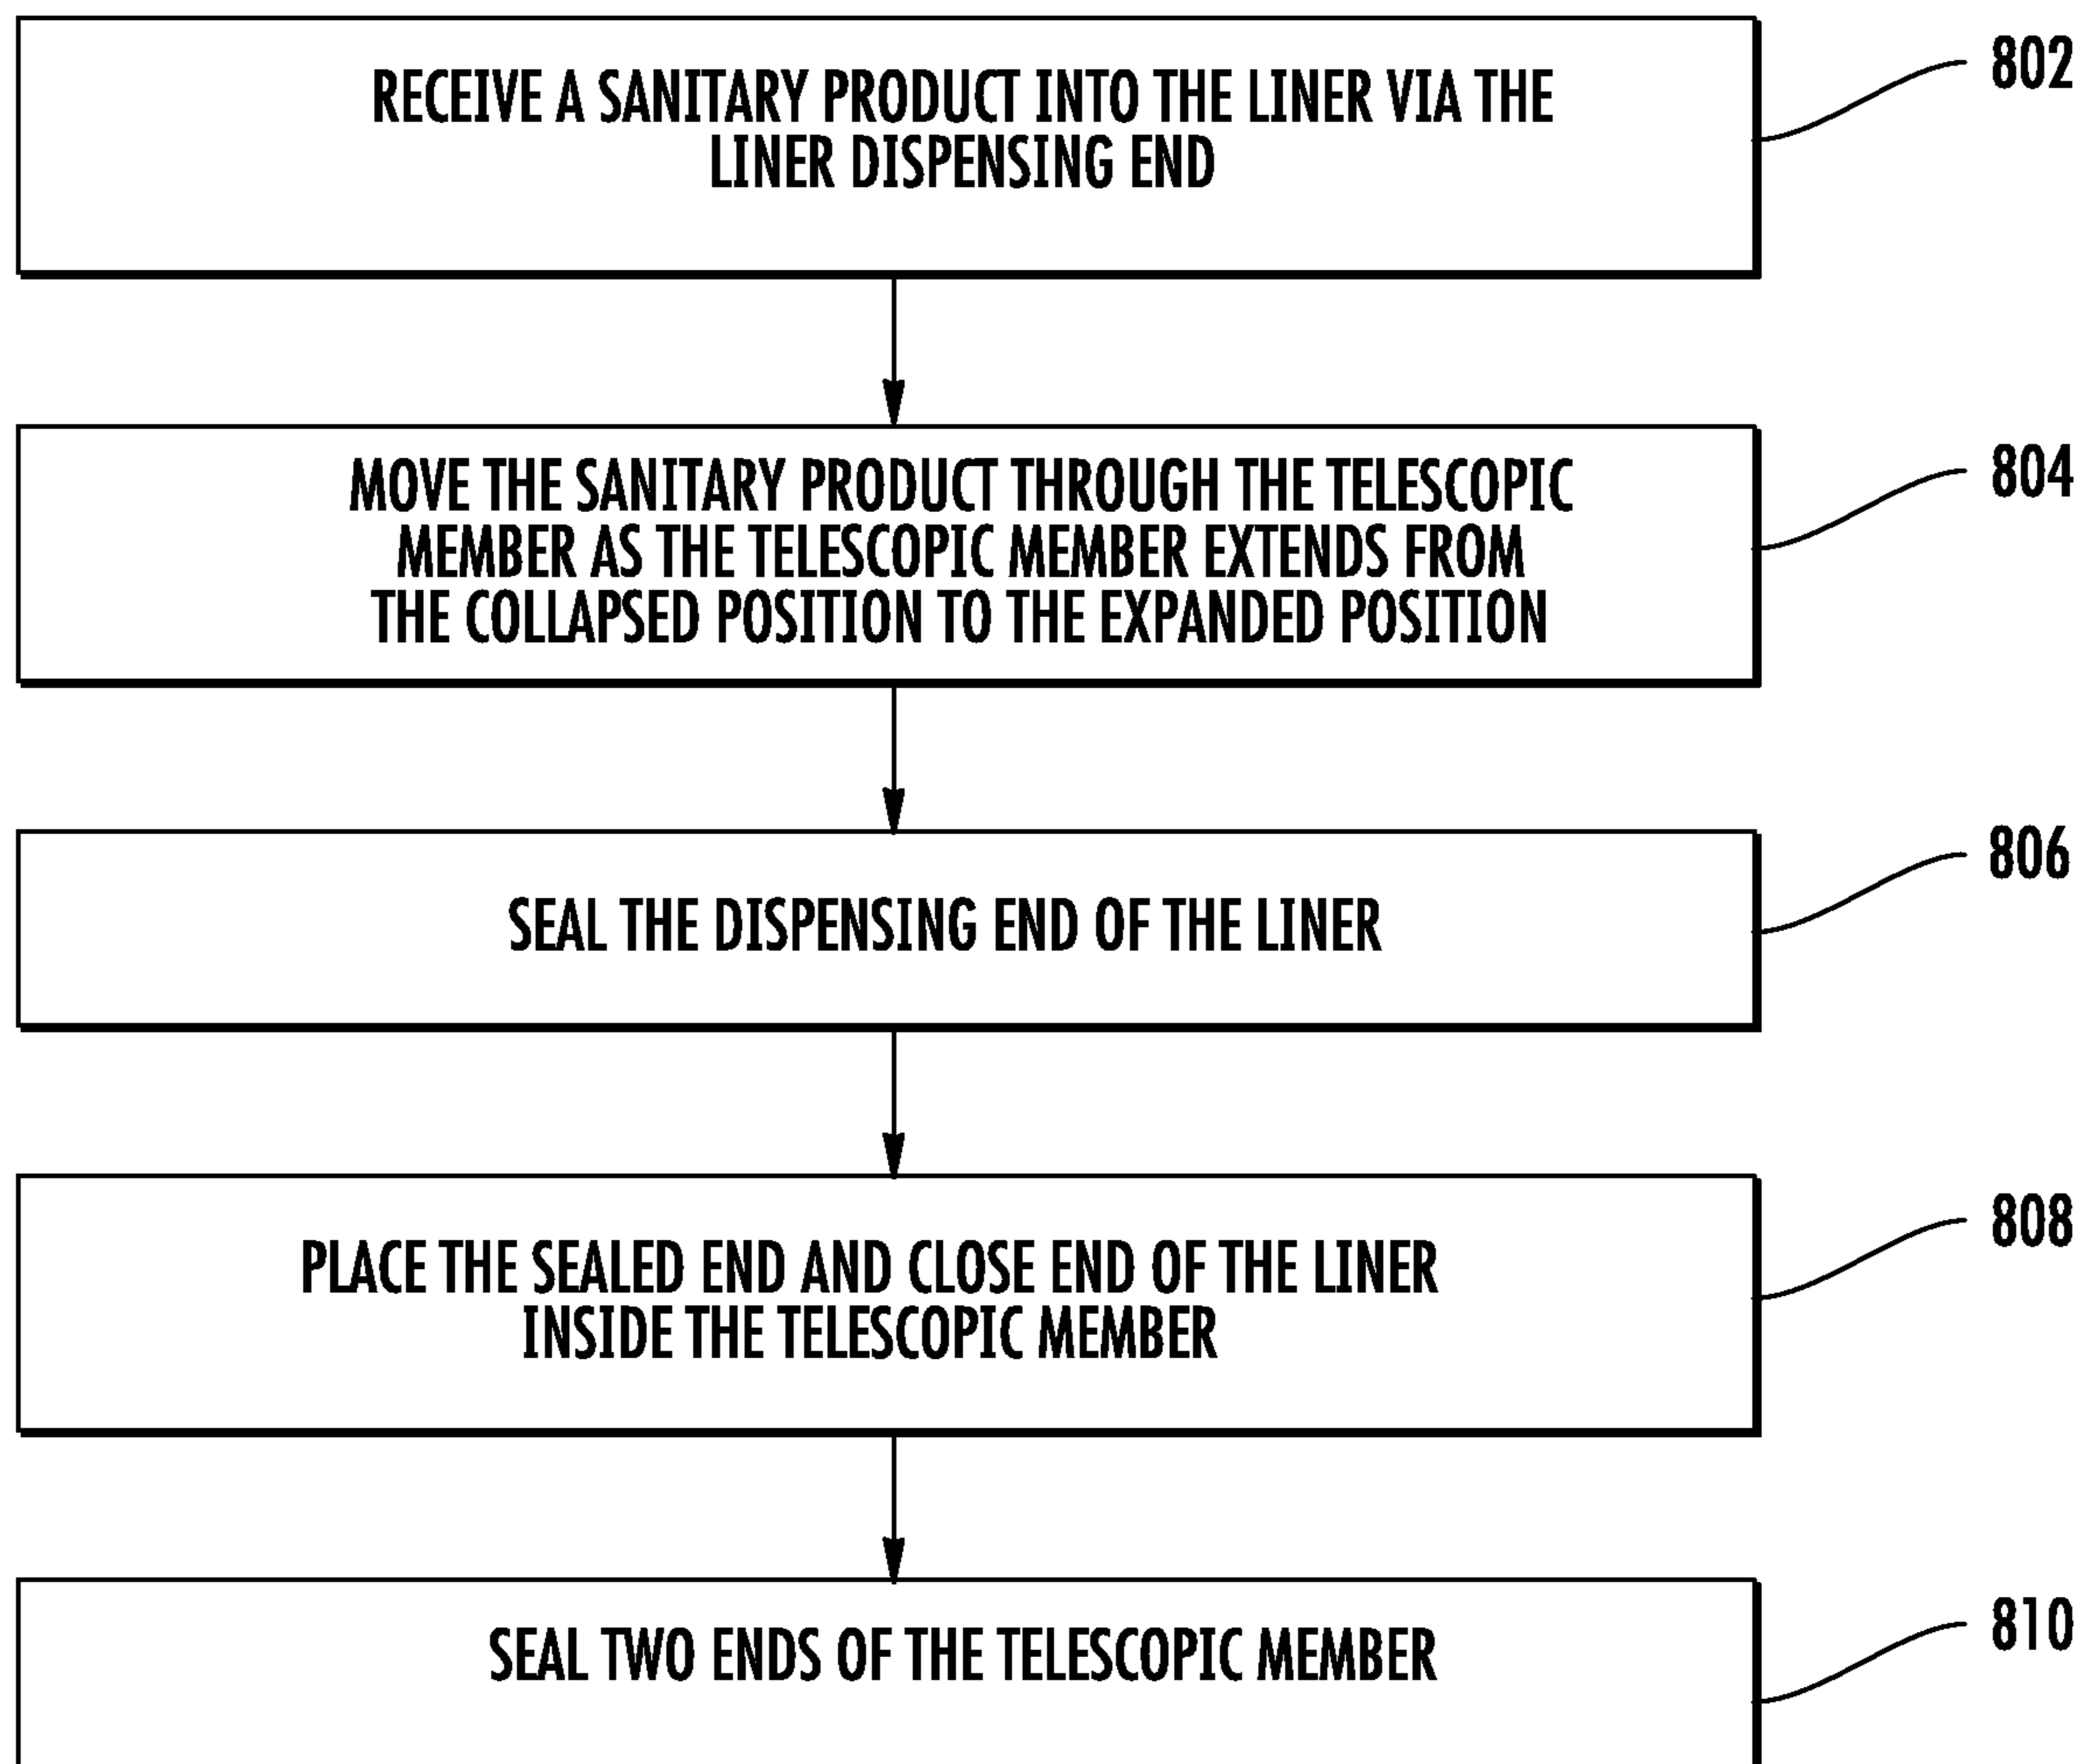 RECEIVE A SANITARY PRODUCT INTO THE LINER VIA THE
LINER DISPENSING END
802
MOVE THE SANITARY PRODUCT THROUGH THE TELESCOPIC
MEMBER AS THE TELESCOPIC MEMBER EXTENDS FROM
THE COLLAPSED POSITION TO THE EXPANDED POSITION
804
SEAL THE DISPENSING END OF THE LINER
806
PLACE THE SEALED END AND CLOSE END OF THE LINER
INSIDE THE TELESCOPIC MEMBER
808
SEAL TWO ENDS OF THE TELESCOPIC MEMBER
810